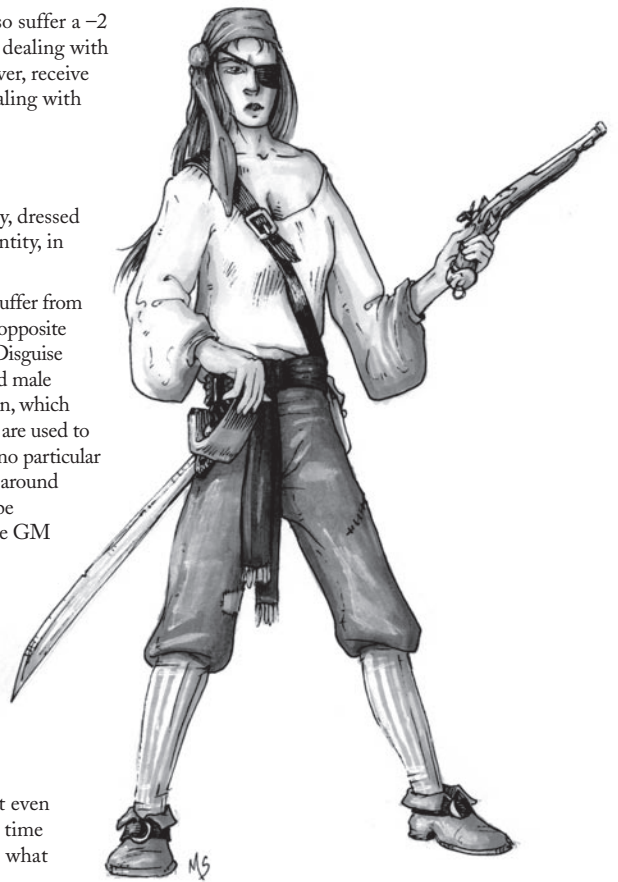 so suffer a –2
dealing with
ver, receive
aling with
y, dressed
ntity, in
uffer from
opposite
Disguise
d male
n, which
are used to
no particular
around
be
e GM
t even
time
what
MS